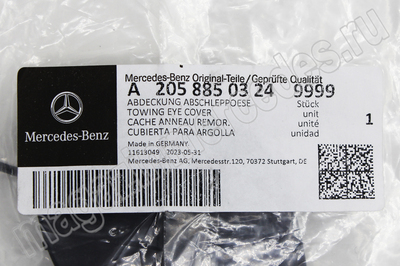 Mercedes-Benz Original-Teile/Geprüfte Qualität
A 205 885 03 24 9999
ABDECKUNG ABSCHLEPPOESE Stück
TOWING EYE COVER unit
CACHE ANNEAU REMOR. unité
CUBIERTA PARA ARGOLLA unidad
1
Made in GERMANY
11613049 2023-05-31
Mercedes-Benz AG, Mercedesstr.120, 70372 Stuttgart, DE
Mercedes-Benz